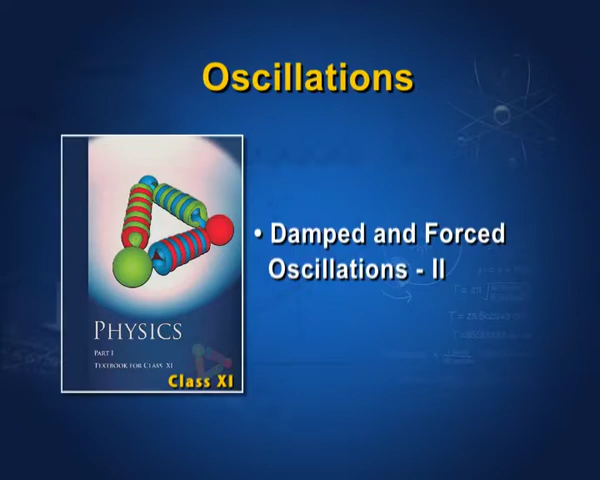 Oscillations
• Damped and Forced
Oscillations - II
PHYSICS
PART I
TEXTBOOK FOR CLASS XI
Class XI